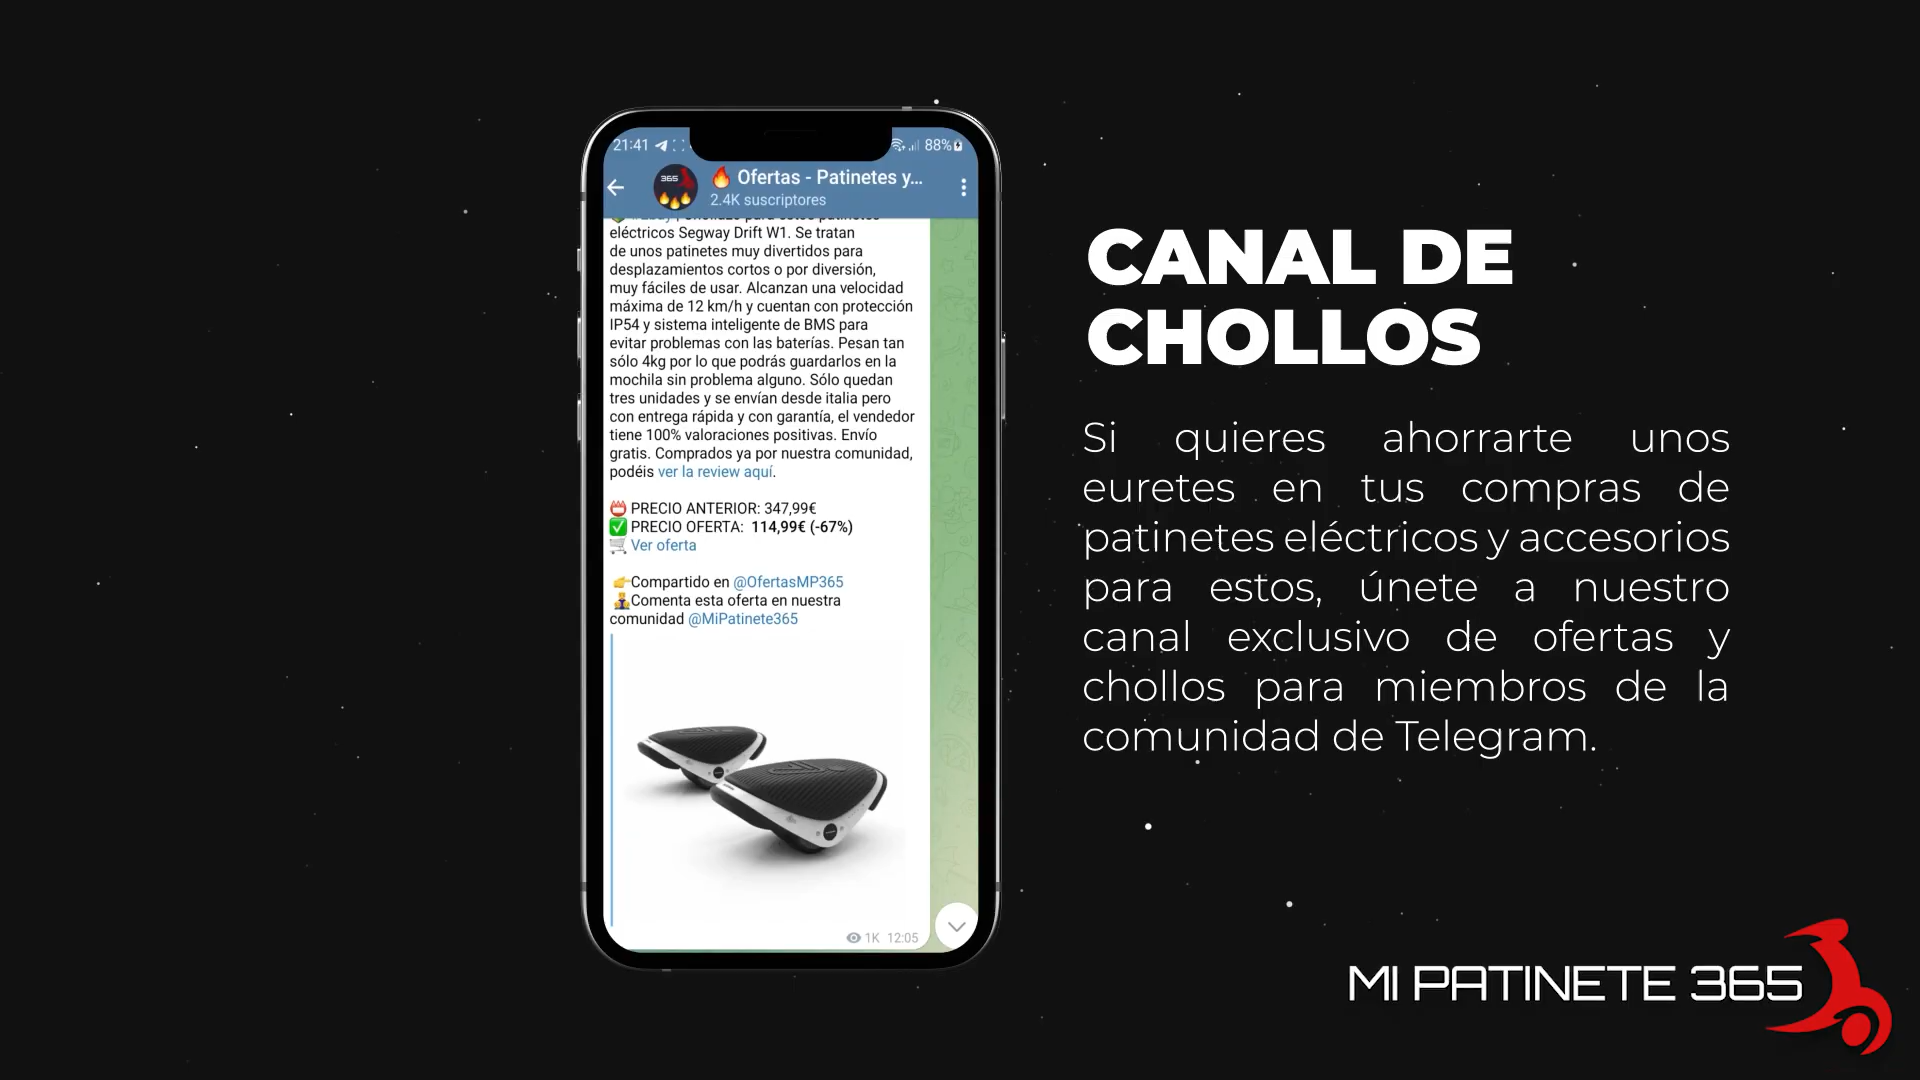 21:41
88%
365
🔥 Ofertas - Patinetes y...
2.4K suscriptores
eléctricos Segway Drift W1. Se tratan
de unos patinetes muy divertidos para
desplazamientos cortos o por diversión,
muy fáciles de usar. Alcanzan una velocidad
máxima de 12 km/h y cuentan con protección
IP54 y sistema inteligente de BMS para
evitar problemas con las baterías. Pesan tan
sólo 4kg por lo que podrás guardarlos en la
mochila sin problema alguno. Sólo quedan
tres unidades y se envían desde italia pero
con entrega rápida y con garantía, el vendedor
tiene 100% valoraciones positivas. Envío
gratis. Comprados ya por nuestra comunidad,
podéis ver la review aquí.
PRECIO ANTERIOR: 347,99€
✅ PRECIO OFERTA: 114,99€ (-67%)
🛒 Ver oferta
👉Compartido en @OfertasMP365
Comenta esta oferta en nuestra
comunidad @MiPatinete365
1K 12:05
CANAL DE
CHOLLOS
Si quieres ahorrarte unos
euretes en tus compras de
patinetes eléctricos y accesorios
para estos, únete a nuestro
canal exclusivo de ofertas y
chollos para miembros de la
comunidad de Telegram.
MI PATINETE 365